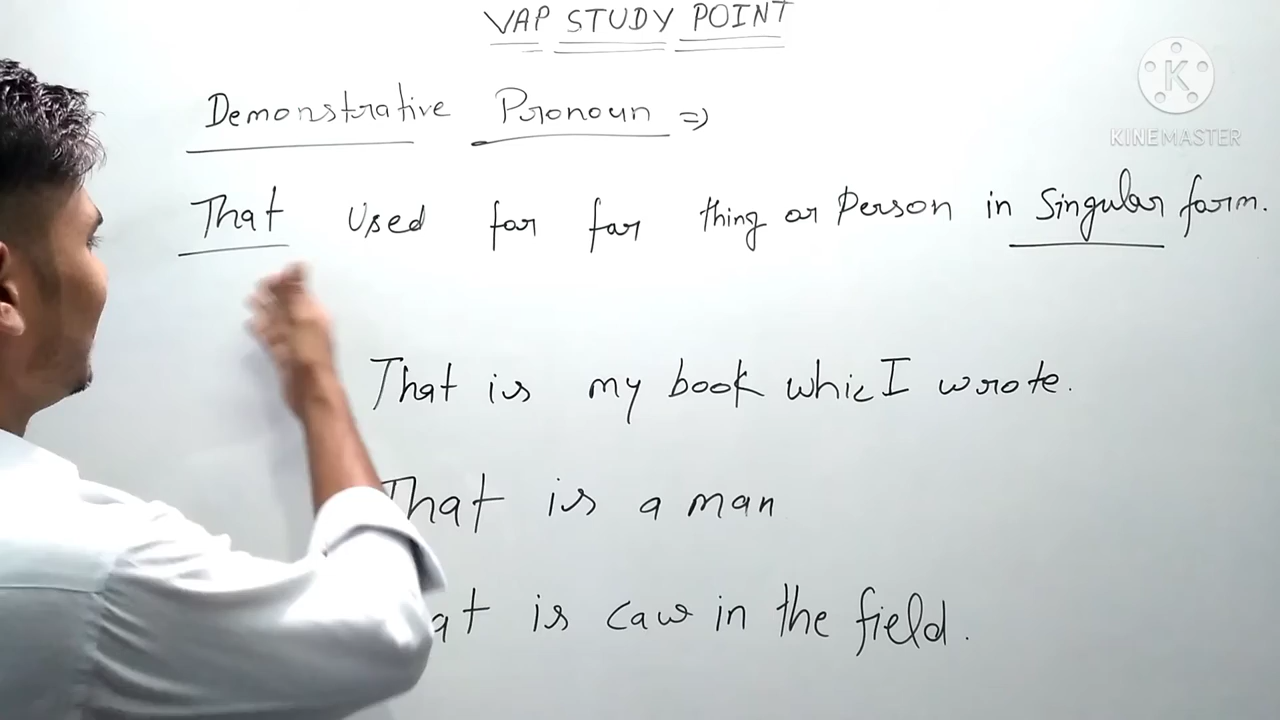 VAP STUDY POINT
Demonstrative Pronoun ⇒
K
KINEMASTER
That used for far thing or Person in Singular form.
That is my book whic I wrote.
That is a man
at is caw in the field.